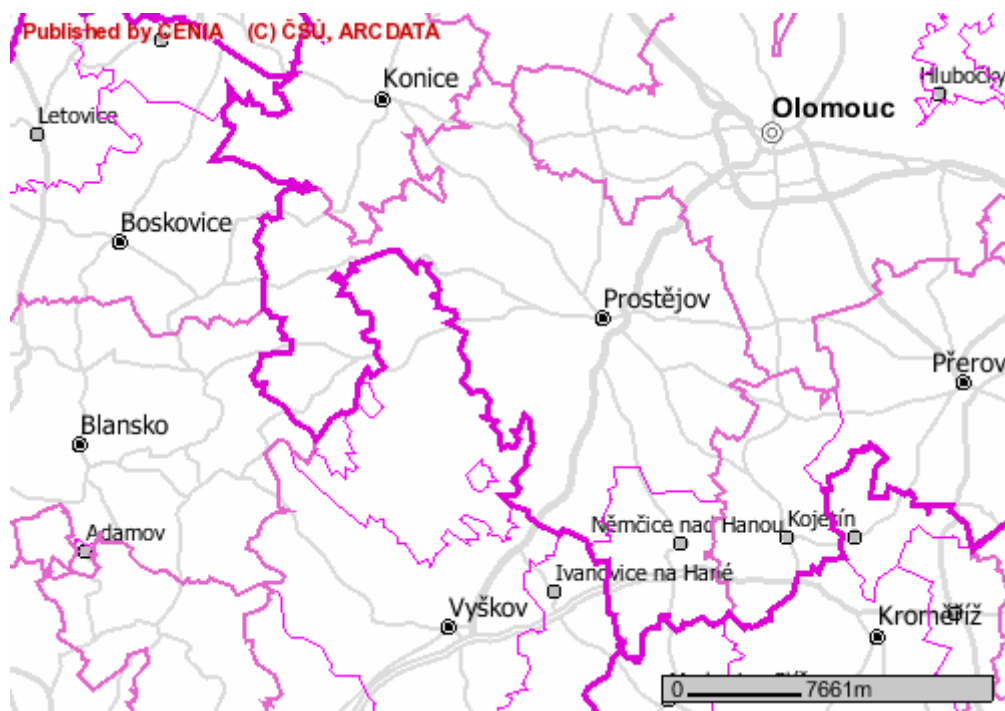 Published by CENIA (C) ČSÚ, ARCDATA
Konice
Hlubočky
Letovice
Olomouc
Boskovice
Prostějov
Přerov
Blansko
Adamov
Němčice nad Hanou
Kojetín
Ivanovice na Hané
Vyškov
Kroměříž
0 7661m